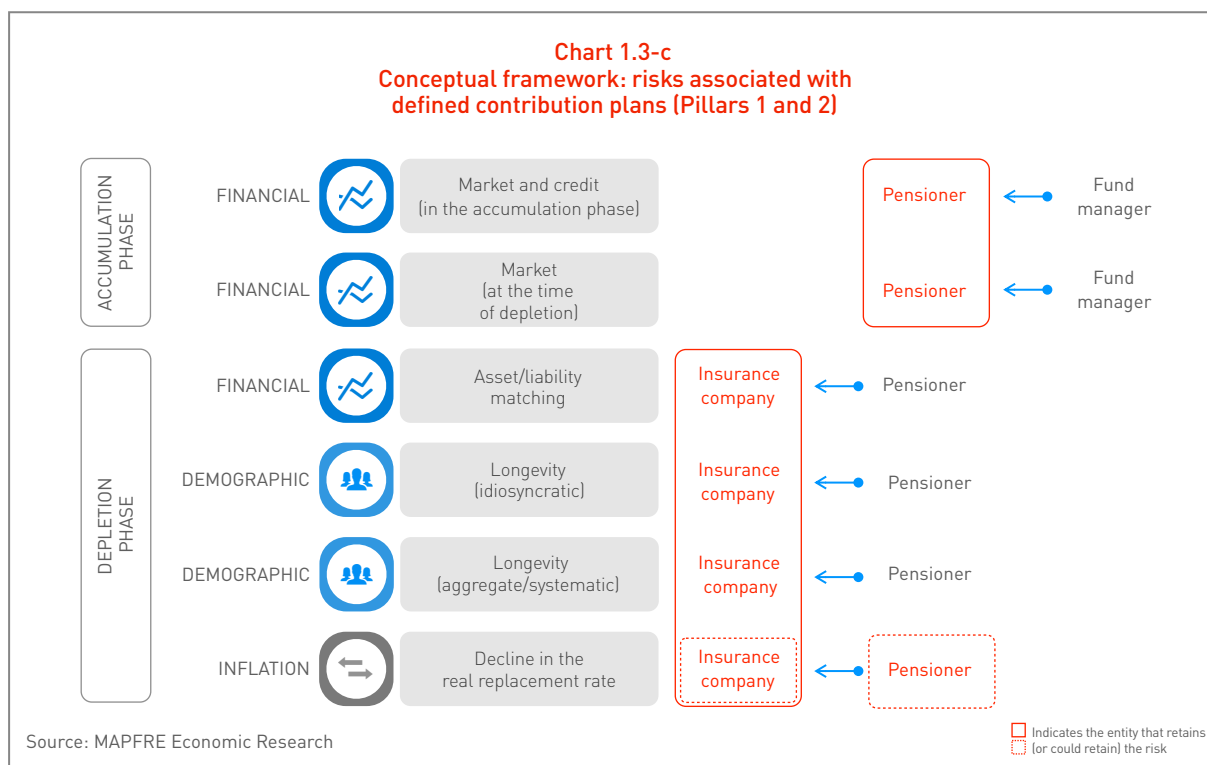 Chart 1.3-c
Conceptual framework: risks associated with
defined contribution plans (Pillars 1 and 2)
ACCUMULATION
PHASE
FINANCIAL
Market and credit
(in the accumulation phase)
Pensioner
Fund
manager
FINANCIAL
Market
(at the time
of depletion)
Pensioner
Fund
manager
DEPLETION
PHASE
FINANCIAL
Asset/liability
matching
Insurance
company
Pensioner
DEMOGRAPHIC
Longevity
(idiosyncratic)
Insurance
company
Pensioner
DEMOGRAPHIC
Longevity
(aggregate/systematic)
Insurance
company
Pensioner
INFLATION
Decline in the
real replacement rate
Insurance
company
Pensioner
Source: MAPFRE Economic Research
Indicates the entity that retains
(or could retain) the risk